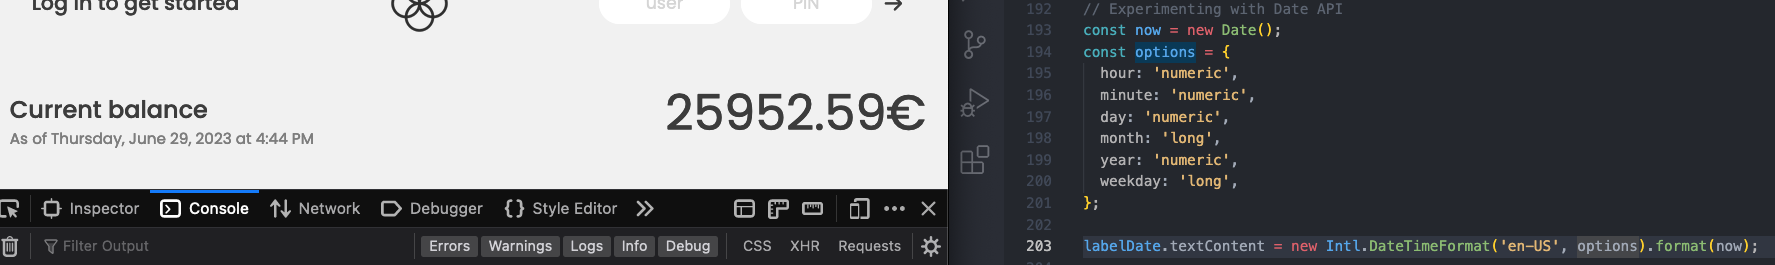 Log in to get started
user
PIN
→
Current balance
As of Thursday, June 29, 2023 at 4:44 PM
25952.59€
Inspector
Console
Network
Debugger
Style Editor
Filter Output
Errors
Warnings
Logs
Info
Debug
CSS
XHR
Requests
192 // Experimenting with Date API
193 const now = new Date();
194 const options = {
195 hour: 'numeric',
196 minute: 'numeric',
197 day: 'numeric',
198 month: 'long',
199 year: 'numeric',
200 weekday: 'long',
201 };
202
203 labelDate.textContent = new Intl.DateTimeFormat('en-US', options).format(now);